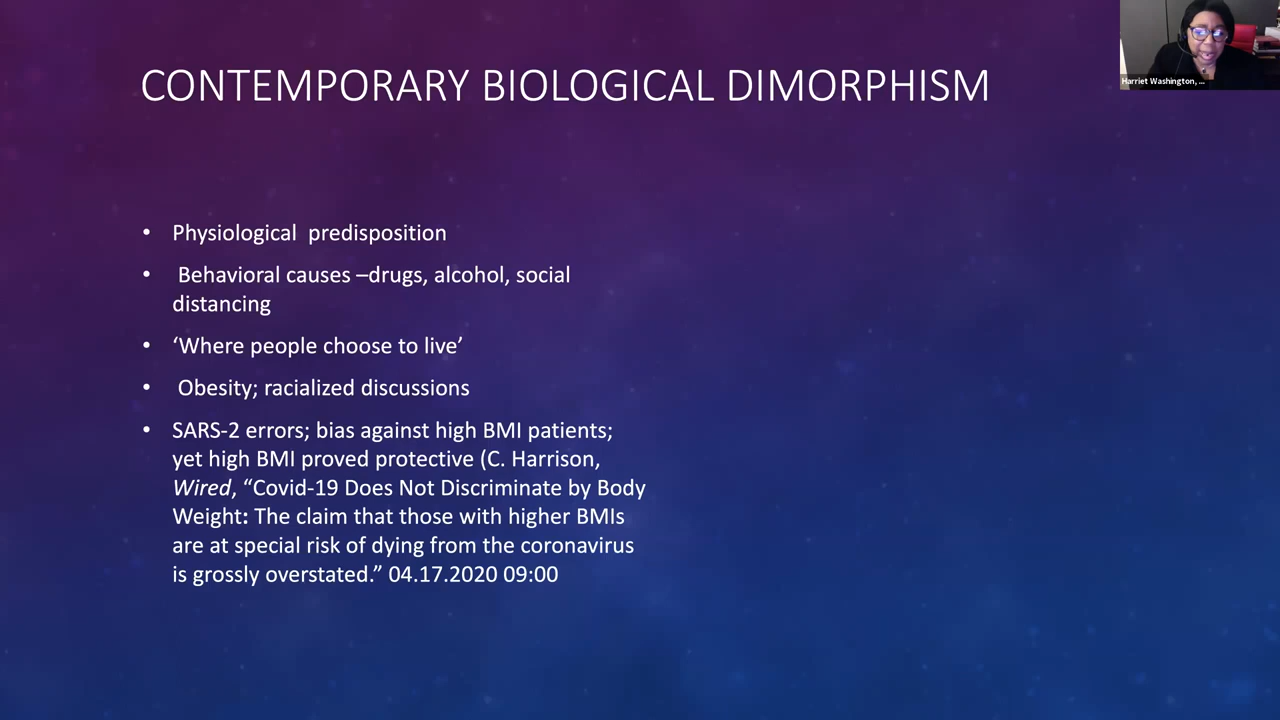 CONTEMPORARY BIOLOGICAL DIMORPHISM
Harriet Washington, ...
• Physiological  predisposition
•  Behavioral causes –drugs, alcohol, social
distancing
• ‘Where people choose to live’
•  Obesity; racialized discussions
• SARS-2 errors; bias against high BMI patients;
yet high BMI proved protective (C. Harrison,
Wired, “Covid-19 Does Not Discriminate by Body
Weight: The claim that those with higher BMIs
are at special risk of dying from the coronavirus
is grossly overstated.” 04.17.2020 09:00